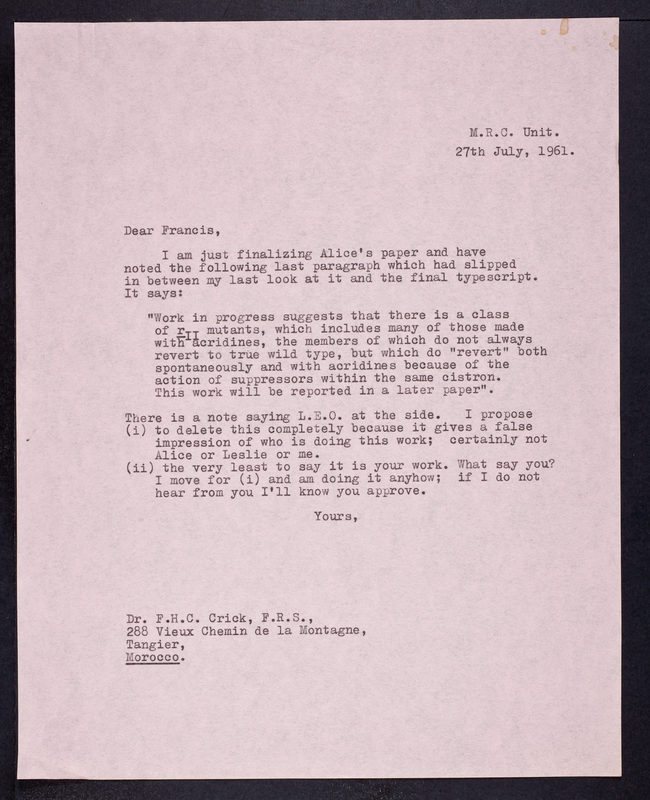 M.R.C. Unit.
27th July, 1961.
Dear Francis,
I am just finalizing Alice's paper and have
noted the following last paragraph which had slipped
in between my last look at it and the final typescript.
It says:
"Work in progress suggests that there is a class
of rII mutants, which includes many of those made
with acridines, the members of which do not always
revert to true wild type, but which do "revert" both
spontaneously and with acridines because of the
action of suppressors within the same cistron.
This work will be reported in a later paper".
There is a note saying L.E.O. at the side. I propose
(i) to delete this completely because it gives a false
impression of who is doing this work; certainly not
Alice or Leslie or me.
(ii) the very least to say it is your work. What say you?
I move for (i) and am doing it anyhow; if I do not
hear from you I'll know you approve.
Yours,
Dr. F.H.C. Crick, F.R.S.,
288 Vieux Chemin de la Montagne,
Tangier,
Morocco.